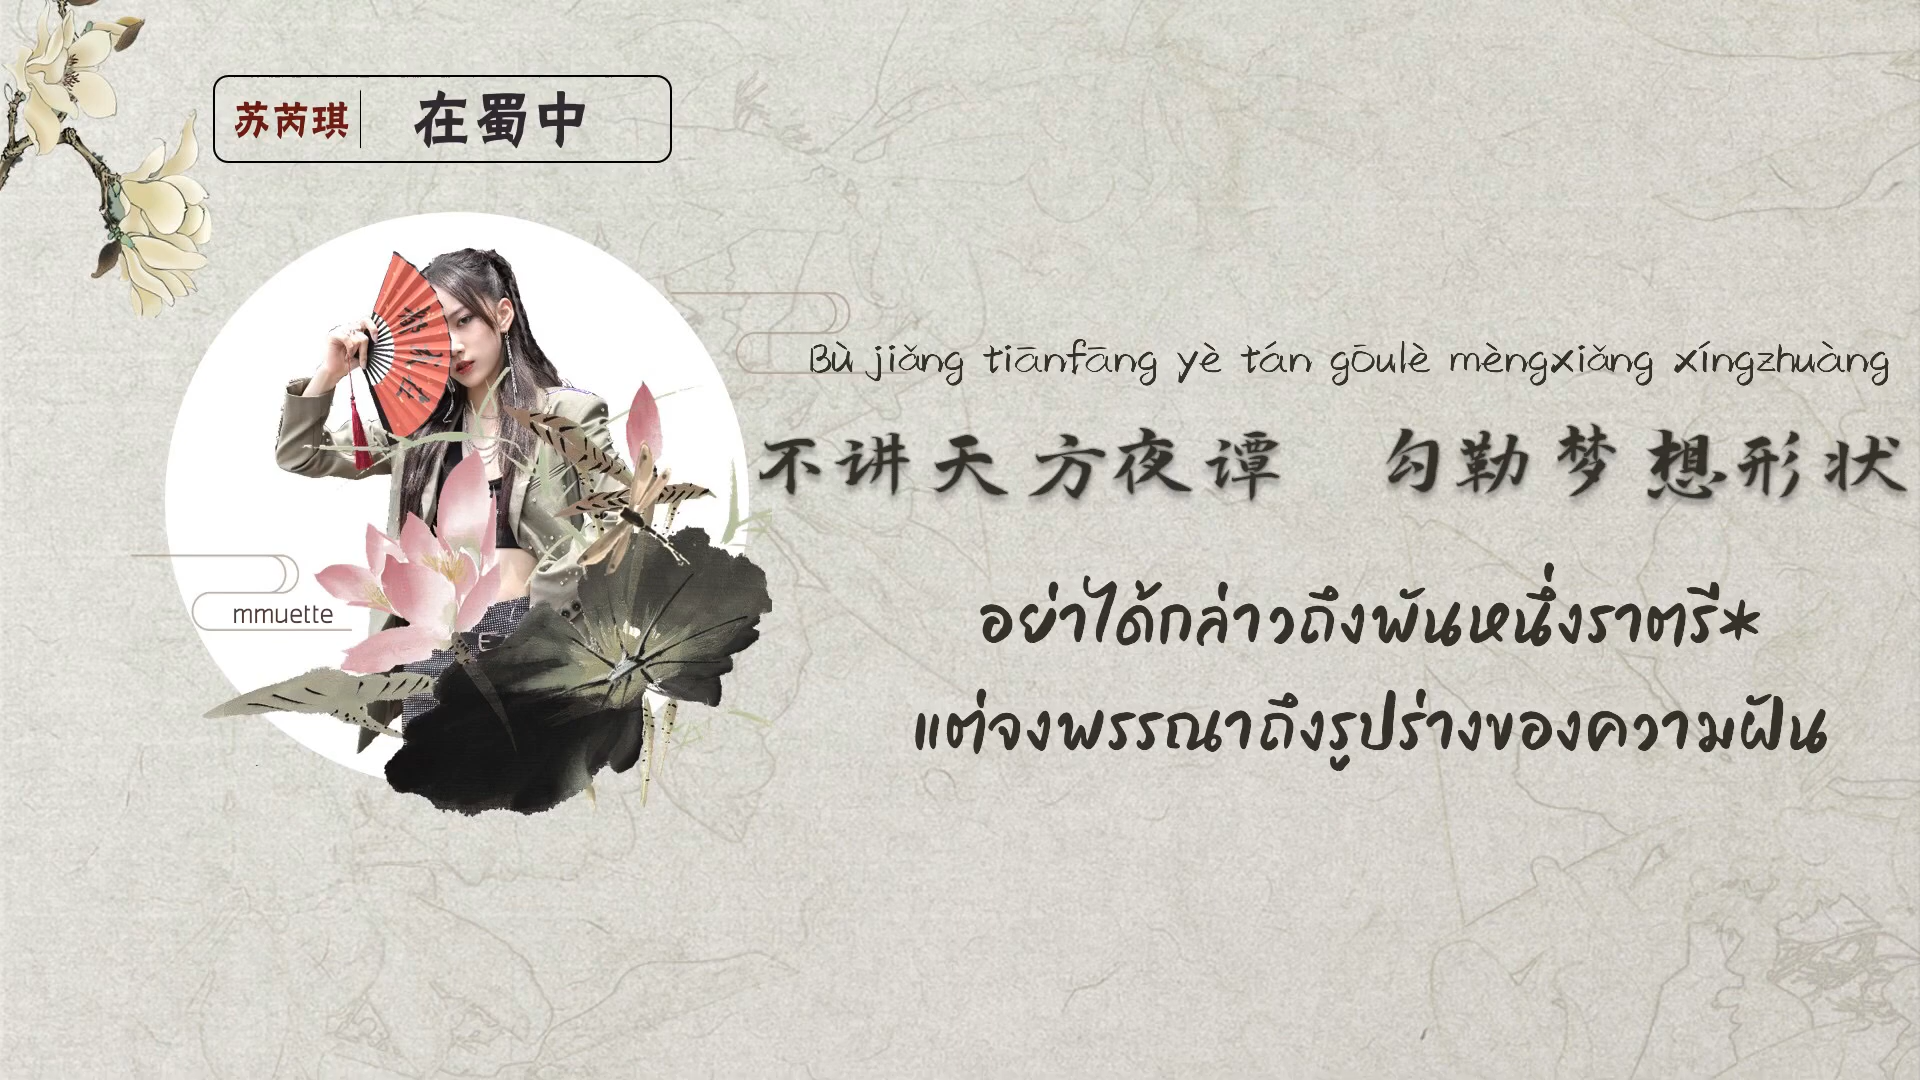 苏芮琪 在蜀中
Bù jiǎng tiānfāng yè tán gōulè mèngxiǎng xíngzhuàng
不讲天方夜谭 勾勒梦想形状
อย่าได้กล่าวถึงพันหนึ่งราตรี*
แต่จงพรรณาถึงรูปร่างของความฝัน
mmuette